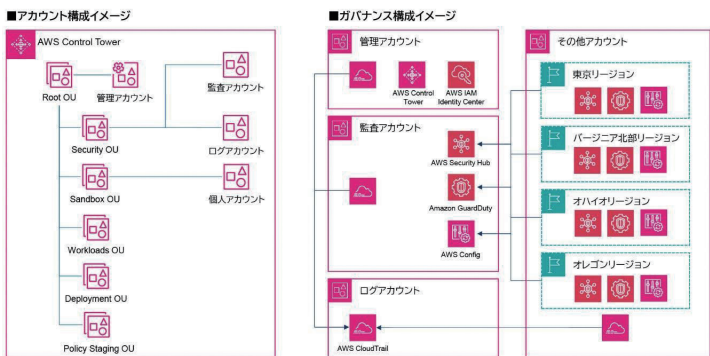 ■アカウント構成イメージ
AWS Control Tower
Root OU
管理アカウント
監査アカウント
Security OU
ログアカウント
Sandbox OU
個人アカウント
Workloads OU
Deployment OU
Policy Staging OU
■ガバナンス構成イメージ
管理アカウント
AWS Control
Tower
AWS IAM
Identity Center
監査アカウント
AWS Security Hub
Amazon GuardDuty
AWS Config
ログアカウント
AWS CloudTrail
その他アカウント
東京リージョン
バージニア北部リージョン
オハイオリージョン
オレゴンリージョン